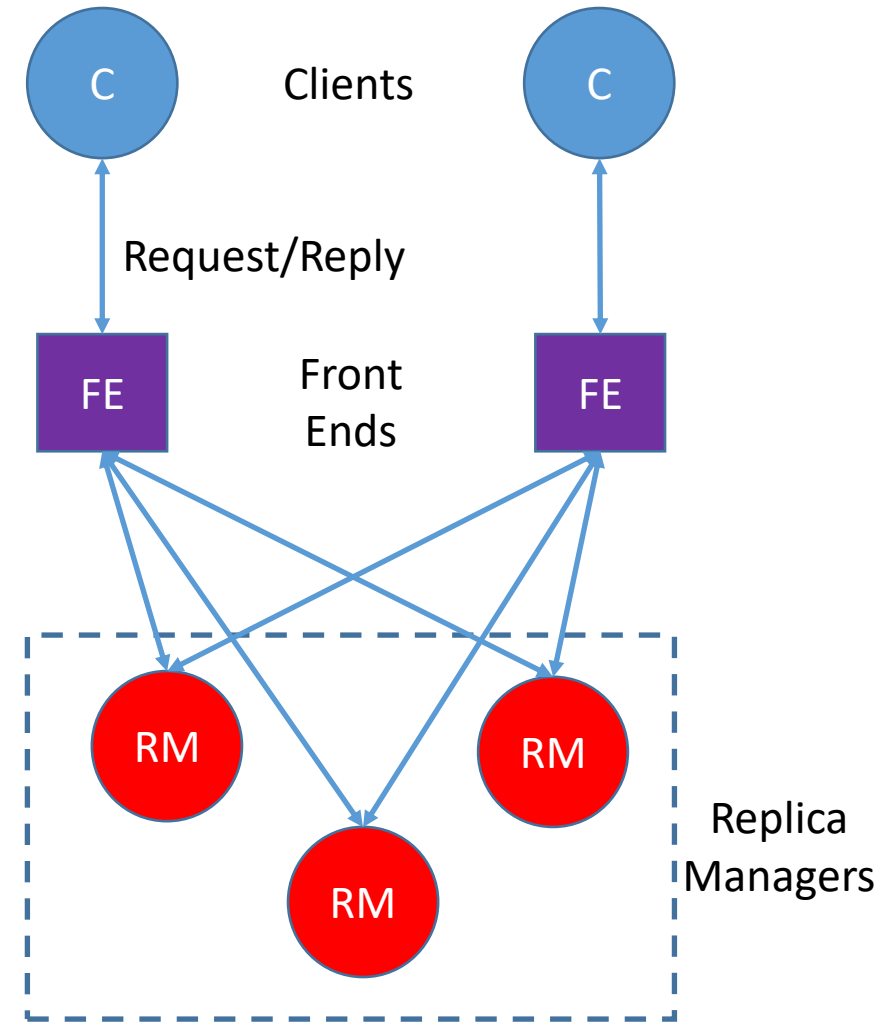 C
Clients
C
Request/Reply
FE
Front
Ends
FE
RM
RM
RM
Replica
Managers